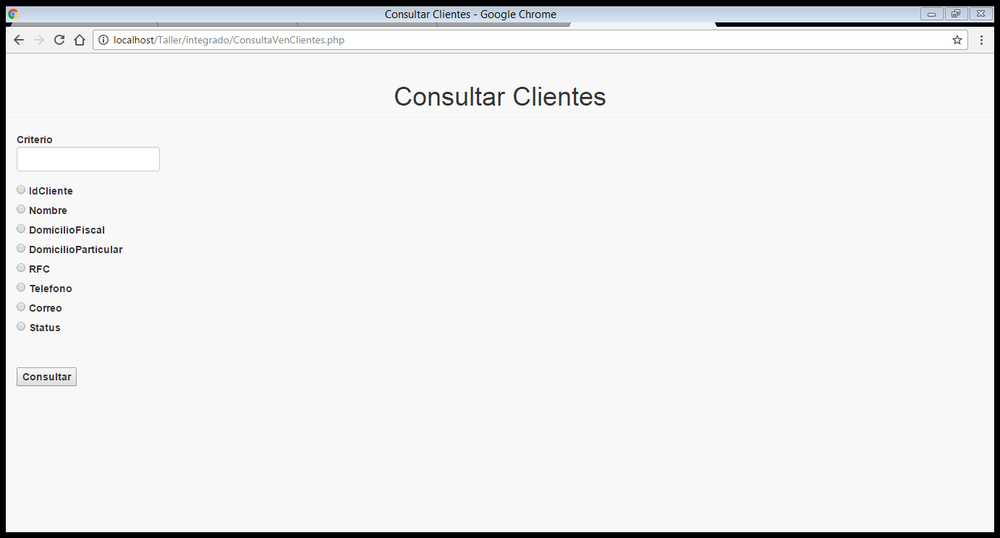 Consultar Clientes - Google Chrome
localhost/Taller/integrado/ConsultaVenClientes.php
Consultar Clientes
Criterio
IdCliente
Nombre
DomicilioFiscal
DomicilioParticular
RFC
Telefono
Correo
Status
Consultar